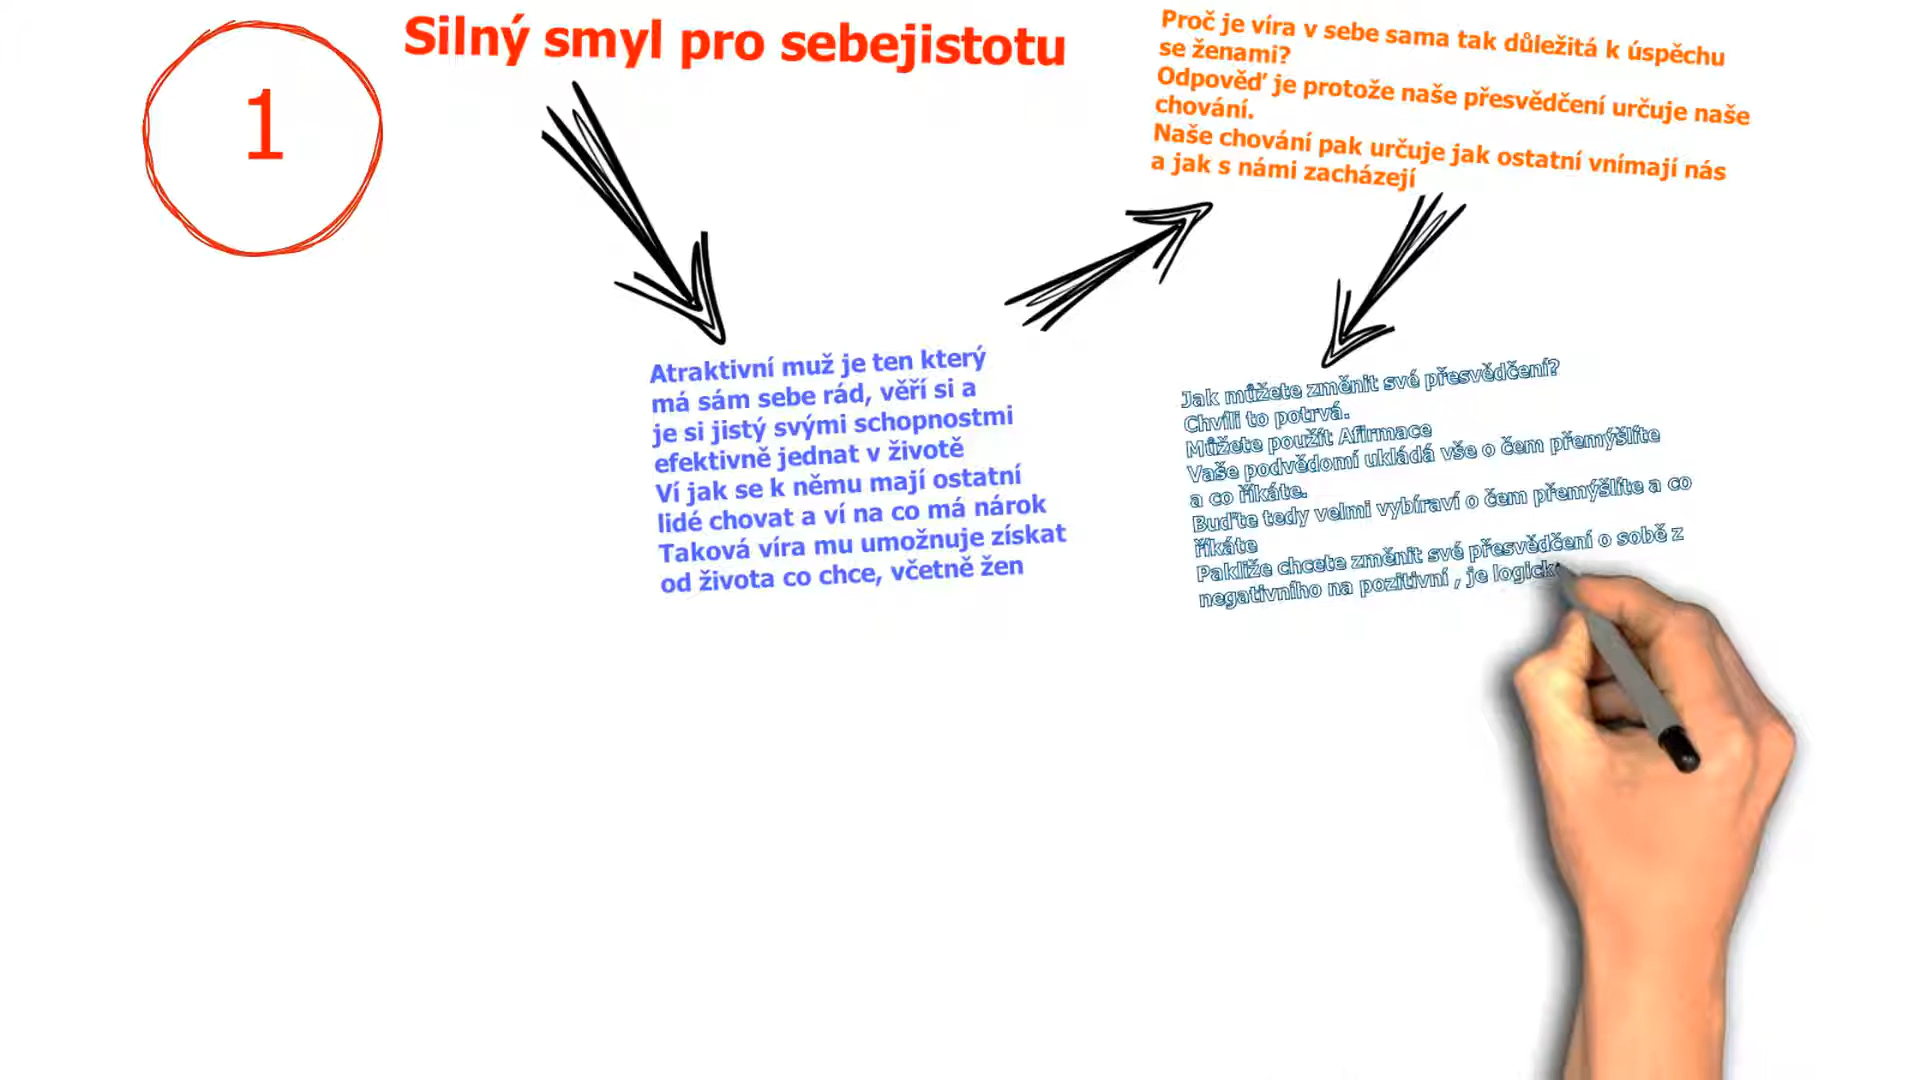 1
Silný smyl pro sebejistotu
Atraktivní muž je ten který
má sám sebe rád, věří si a
je si jistý svými schopnostmi
efektivně jednat v životě
Ví jak se k němu mají ostatní
lidé chovat a ví na co má nárok
Taková víra mu umožnuje získat
od života co chce, včetně žen
Proč je víra v sebe sama tak důležitá k úspěchu
se ženami?
Odpověď je protože naše přesvědčení určuje naše
chování.
Naše chování pak určuje jak ostatní vnímají nás
a jak s námi zacházejí
Jak můžete změnit své přesvědčení?
Chvíli to potrvá.
Můžete použít Afirmace
Vaše podvědomí ukládá vše o čem přemýšlíte
a co říkáte.
Buďte tedy velmi vybíraví o čem přemýšlíte a co
říkáte
Pakliže chcete změnit své přesvědčení o sobě z
negativního na pozitivní , je logick